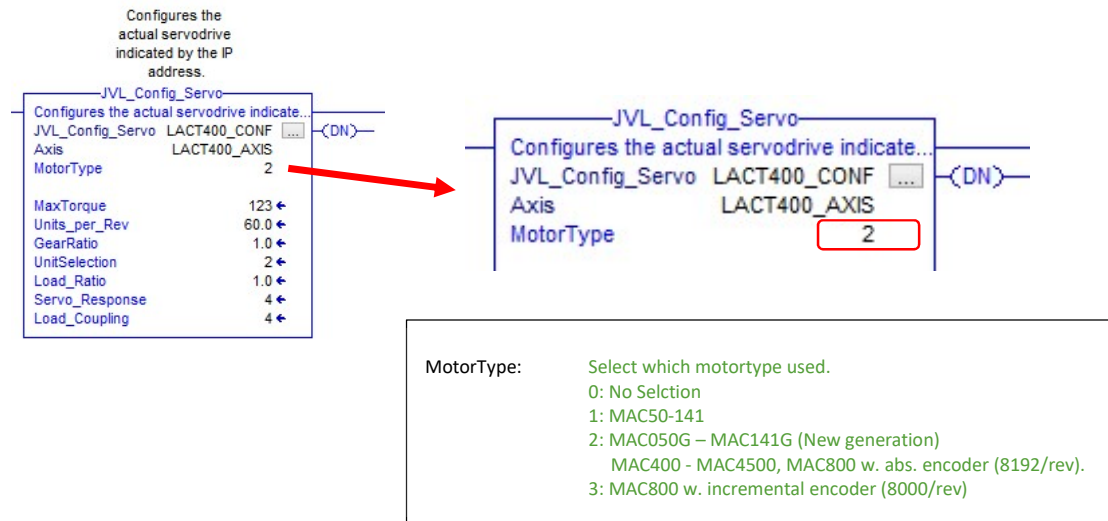 Configures the
actual servodrive
indicated by the IP
address.
JVL_Config_Servo
Configures the actual servodrive indicate...
JVL_Config_Servo LACT400_CONF ...
(DN)
Axis LACT400_AXIS
MotorType 2
MaxTorque 123
Units_per_Rev 60.0
GearRatio 1.0
UnitSelection 2
Load_Ratio 1.0
Servo_Response 4
Load_Coupling 4
JVL_Config_Servo
Configures the actual servodrive indicate...
JVL_Config_Servo LACT400_CONF ...
(DN)
Axis LACT400_AXIS
MotorType 2
MotorType: Select which motortype used.
0: No Selction
1: MAC50-141
2: MAC050G – MAC141G (New generation)
MAC400 - MAC4500, MAC800 w. abs. encoder (8192/rev).
3: MAC800 w. incremental encoder (8000/rev)